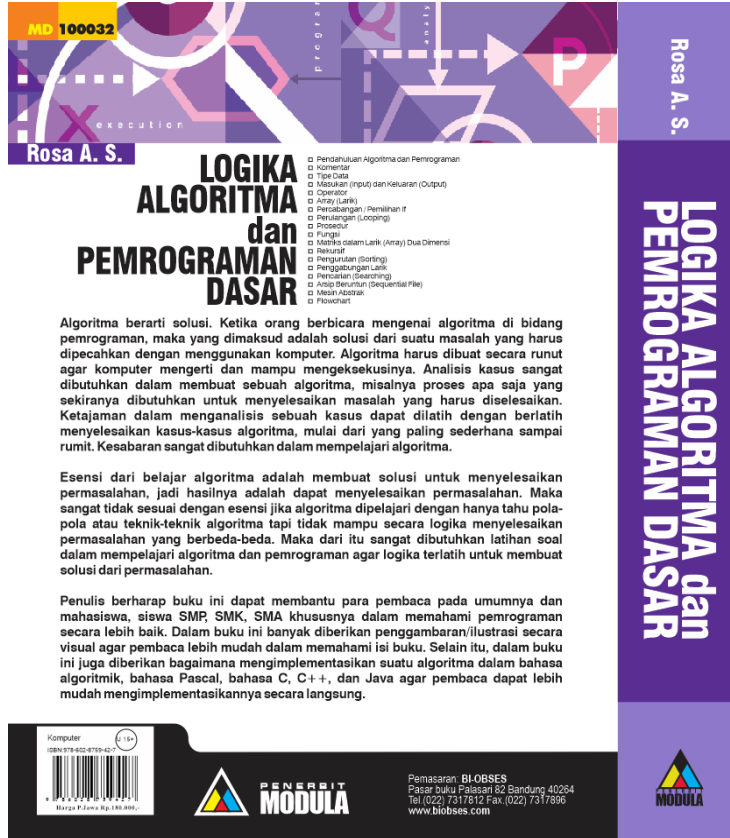 MD 100032
program
analy
Q
P
X
execution
Rosa A. S.
LOGIKA
ALGORITMA
dan
PEMROGRAMAN
DASAR
Pendahuluan Algoritma dan Pemrograman
Komentar
Tipe Data
Masukan (Input) dan Keluaran (Output)
Operator
Array (Larik)
Percabangan / Pemilihan If
Perulangan (Looping)
Prosedur
Fungsi
Matriks dalam Larik (Array) Dua Dimensi
Rekursif
Pengurutan (Sorting)
Penggabungan Larik
Pencarian (Searching)
Arsip Beruntun (Sequential File)
Mesin Abstrak
Flowchart
Algoritma berarti solusi. Ketika orang berbicara mengenai algoritma di bidang
pemrograman, maka yang dimaksud adalah solusi dari suatu masalah yang harus
dipecahkan dengan menggunakan komputer. Algoritma harus dibuat secara runut
agar komputer mengerti dan mampu mengeksekusinya. Analisis kasus sangat
dibutuhkan dalam membuat sebuah algoritma, misalnya proses apa saja yang
sekiranya dibutuhkan untuk menyelesaikan masalah yang harus diselesaikan.
Ketajaman dalam menganalisis sebuah kasus dapat dilatih dengan berlatih
menyelesaikan kasus-kasus algoritma, mulai dari yang paling sederhana sampai
rumit. Kesabaran sangat dibutuhkan dalam mempelajari algoritma.
Esensi dari belajar algoritma adalah membuat solusi untuk menyelesaikan
permasalahan, jadi hasilnya adalah dapat menyelesaikan permasalahan. Maka
sangat tidak sesuai dengan esensi jika algoritma dipelajari dengan hanya tahu pola-
pola atau teknik-teknik algoritma tapi tidak mampu secara logika menyelesaikan
permasalahan yang berbeda-beda. Maka dari itu sangat dibutuhkan latihan soal
dalam mempelajari algoritma dan pemrograman agar logika terlatih untuk membuat
solusi dari permasalahan.
Penulis berharap buku ini dapat membantu para pembaca pada umumnya dan
mahasiswa, siswa SMP, SMK, SMA khususnya dalam memahami pemrograman
secara lebih baik. Dalam buku ini banyak diberikan penggambaran/ilustrasi secara
visual agar pembaca lebih mudah dalam memahami isi buku. Selain itu, dalam buku
ini juga diberikan bagaimana mengimplementasikan suatu algoritma dalam bahasa
algoritmik, bahasa Pascal, bahasa C, C++, dan Java agar pembaca dapat lebih
mudah mengimplementasikannya secara langsung.
Komputer
U 15+
ISBN:978-602-8759-42-7
Harga P.Jawa Rp.180.000,-
PENERBIT
MODULA
Pemasaran: BI-OBSES
Pasar buku Palasari 82 Bandung 40264
Tel.(022) 7317812 Fax.(022) 7317896
www.biobses.com
Rosa A. S.
LOGIKA ALGORITMA dan
PEMROGRAMAN DASAR
MODULA